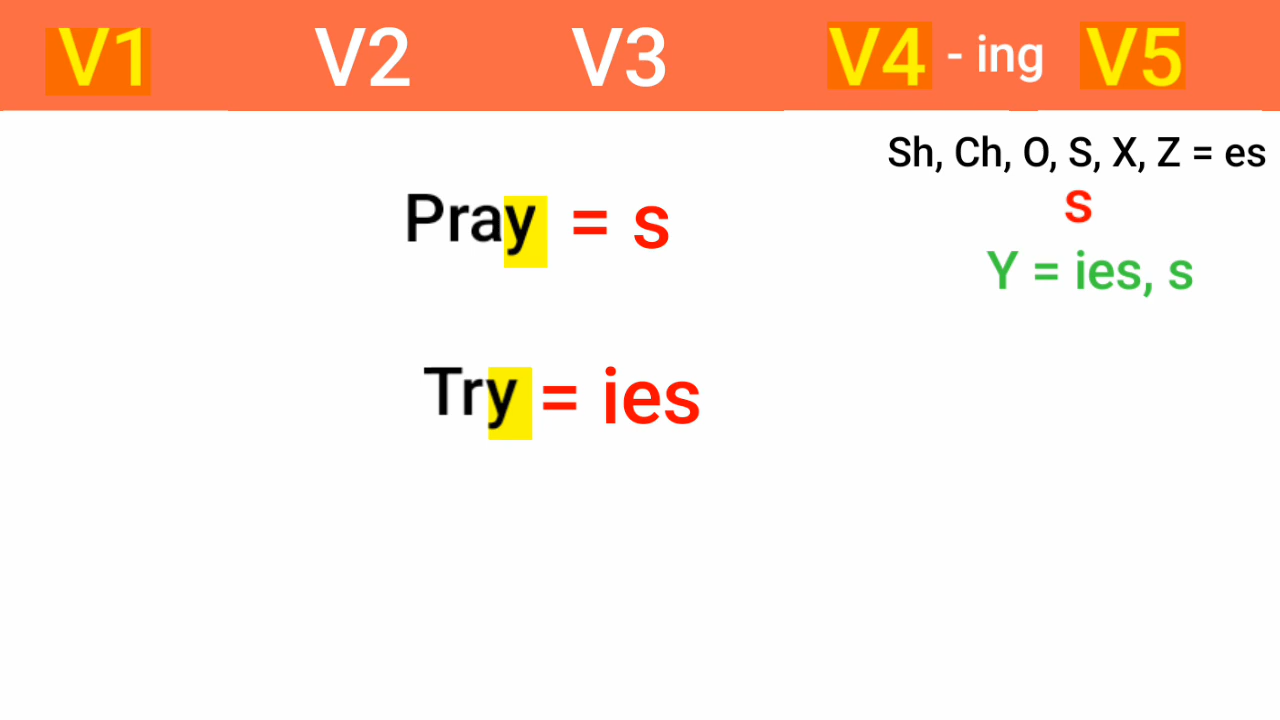 V1 V2 V3 V4 - ing V5
Sh, Ch, O, S, X, Z = es
s
Pray = s
Y = ies, s
Try = ies